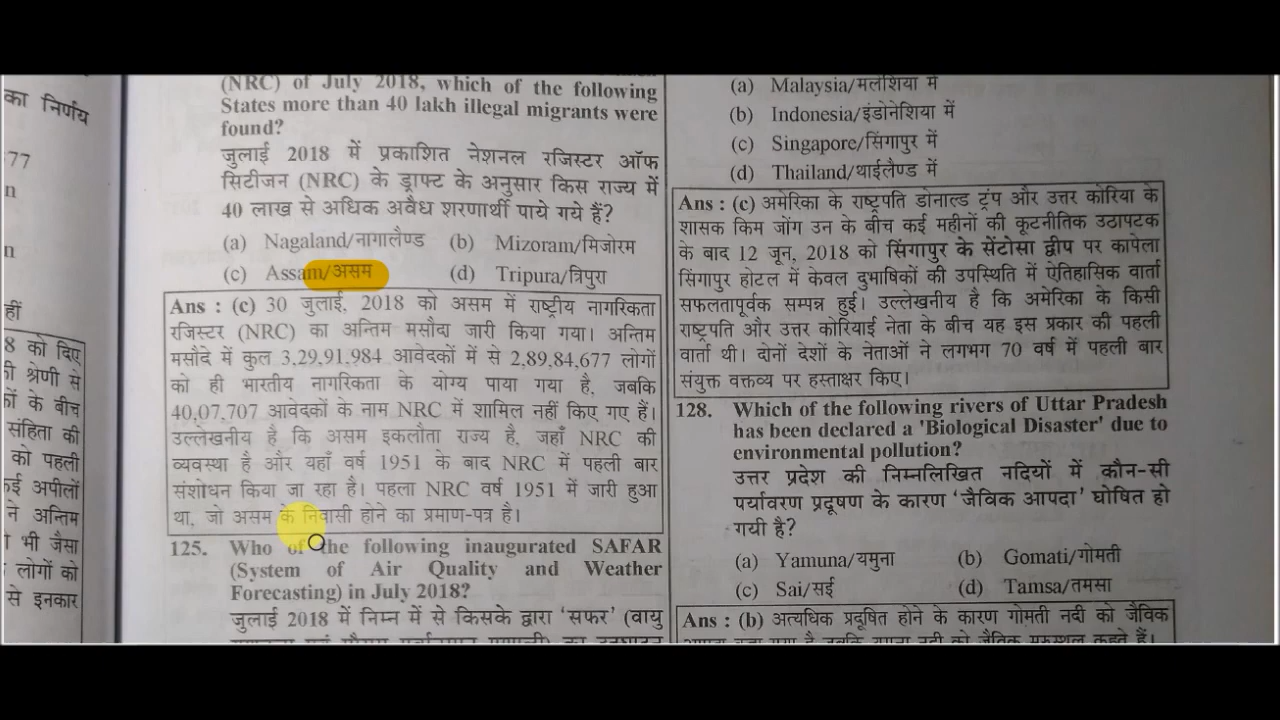 का निर्णय
77
n
n
हीं
8 को दिए
की श्रेणी से
कों के बीच
संहिता की
को पहली
कई अपीलों
ने अन्तिम
भी जैसा
लोगों को
से इनकार
(NRC) of July 2018, which of the following
States more than 40 lakh illegal migrants were
found?
जुलाई 2018 में प्रकाशित नेशनल रजिस्टर ऑफ
सिटीजन (NRC) के ड्राफ्ट के अनुसार किस राज्य में
40 लाख से अधिक अवैध शरणार्थी पाये गये हैं?
(a) Nagaland/नागालैण्ड (b) Mizoram/मिजोरम
(c) Assam/असम (d) Tripura/त्रिपुरा
Ans : (c) 30 जुलाई, 2018 को असम में राष्ट्रीय नागरिकता
रजिस्टर (NRC) का अन्तिम मसौदा जारी किया गया। अन्तिम
मसौदे में कुल 3,29,91,984 आवेदकों में से 2,89,84,677 लोगों
को ही भारतीय नागरिकता के योग्य पाया गया है, जबकि
40,07,707 आवेदकों के नाम NRC में शामिल नहीं किए गए हैं।
उल्लेखनीय है कि असम इकलौता राज्य है, जहाँ NRC की
व्यवस्था है और यहाँ वर्ष 1951 के बाद NRC में पहली बार
संशोधन किया जा रहा है। पहला NRC वर्ष 1951 में जारी हुआ
था, जो असम के निवासी होने का प्रमाण-पत्र है।
125. Who of the following inaugurated SAFAR
(System of Air Quality and Weather
Forecasting) in July 2018?
जुलाई 2018 में निम्न में से किसके द्वारा ‘सफर’ (वायु
(a) Malaysia/मलेशिया में
(b) Indonesia/इंडोनेशिया में
(c) Singapore/सिंगापुर में
(d) Thailand/थाईलैण्ड में
Ans : (c) अमेरिका के राष्ट्रपति डोनाल्ड ट्रंप और उत्तर कोरिया के
शासक किम जोंग उन के बीच कई महीनों की कूटनीतिक उठापटक
के बाद 12 जून, 2018 को सिंगापुर के सेंटोसा द्वीप पर कापेला
सिंगापुर होटल में केवल दुभाषिकों की उपस्थिति में ऐतिहासिक वार्ता
सफलतापूर्वक सम्पन्न हुई। उल्लेखनीय है कि अमेरिका के किसी
राष्ट्रपति और उत्तर कोरियाई नेता के बीच यह इस प्रकार की पहली
वार्ता थी। दोनों देशों के नेताओं ने लगभग 70 वर्ष में पहली बार
संयुक्त वक्तव्य पर हस्ताक्षर किए।
128. Which of the following rivers of Uttar Pradesh
has been declared a 'Biological Disaster' due to
environmental pollution?
उत्तर प्रदेश की निम्नलिखित नदियों में कौन-सी
पर्यावरण प्रदूषण के कारण ‘जैविक आपदा’ घोषित हो
गयी है?
(a) Yamuna/यमुना (b) Gomati/गोमती
(c) Sai/सई (d) Tamsa/तमसा
Ans : (b) अत्यधिक प्रदूषित होने के कारण गोमती नदी को जैविक